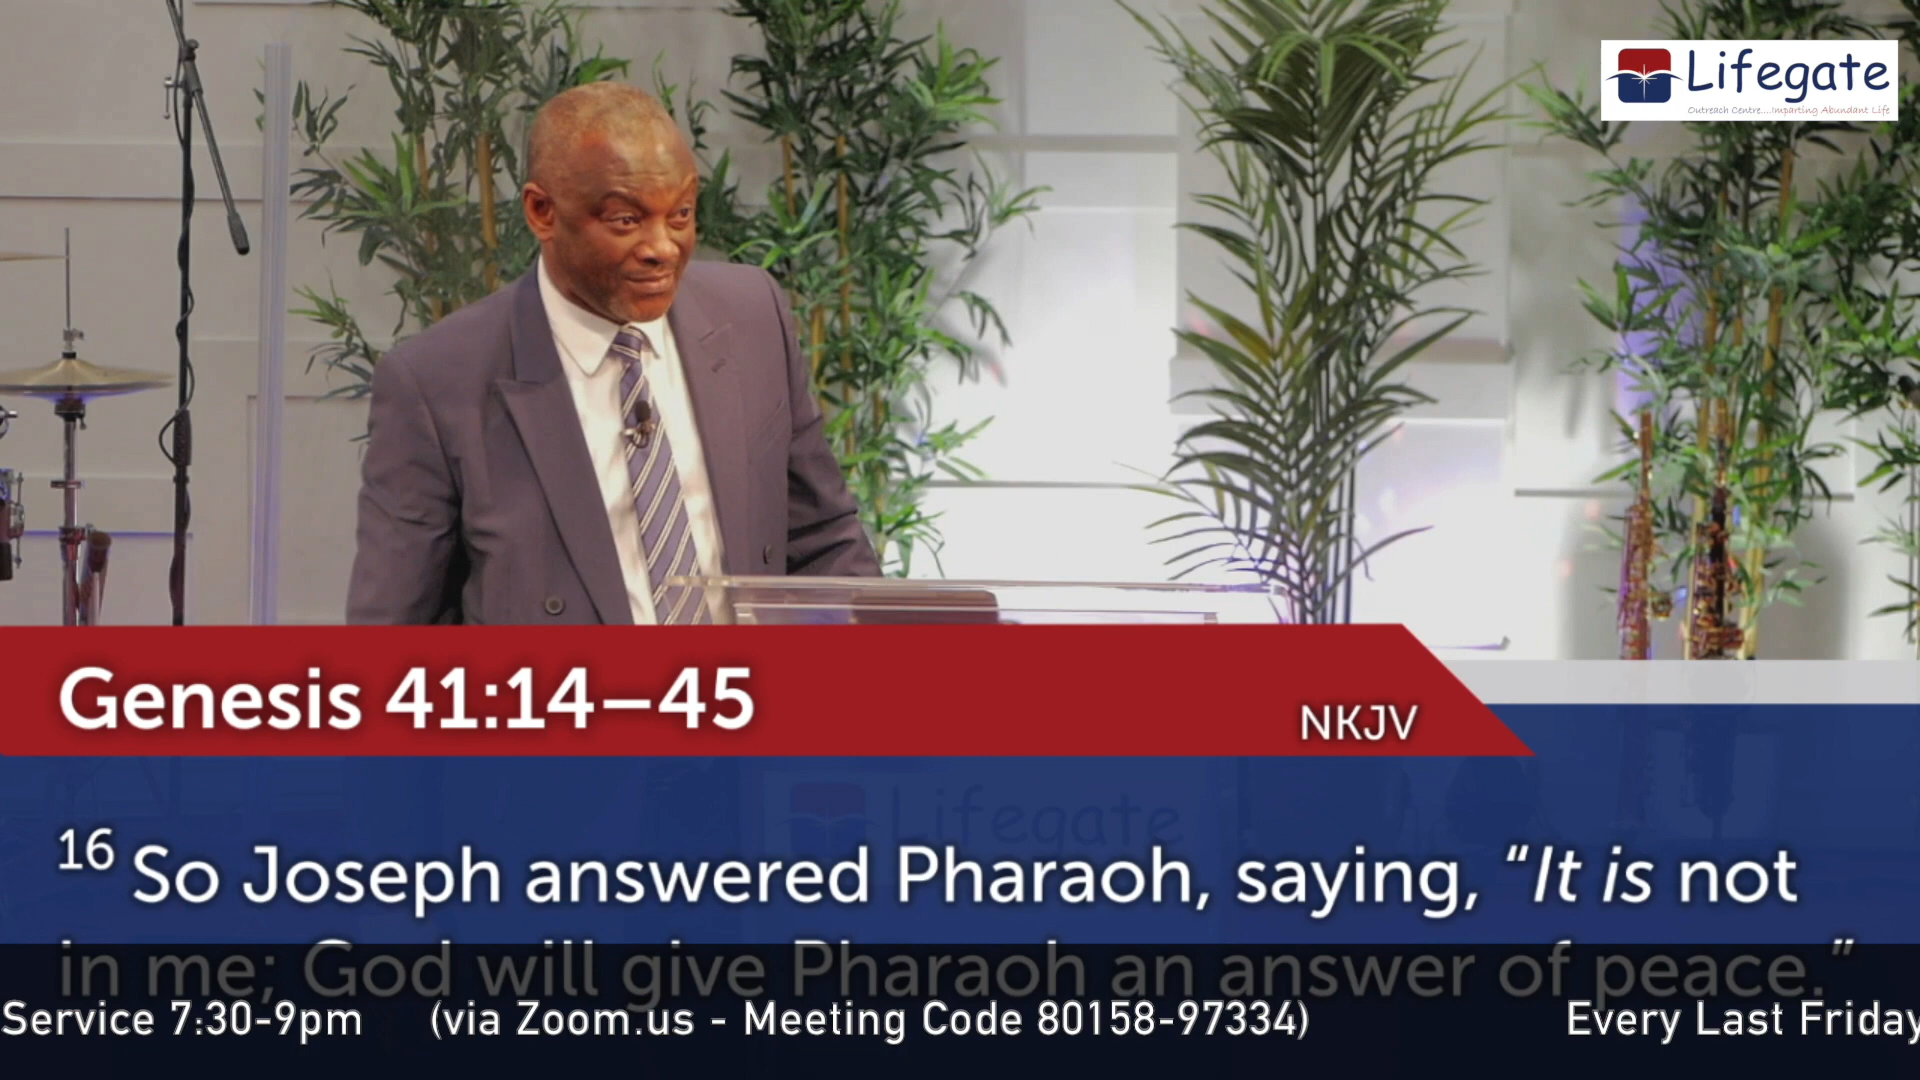 Lifegate
Outreach Centre....Imparting Abundant Life
Genesis 41:14–45
NKJV
Lifegate
16 So Joseph answered Pharaoh, saying, “It is not
in me; God will give Pharaoh an answer of peace.”
Service 7:30-9pm (via Zoom.us - Meeting Code 80158-97334) Every Last Friday